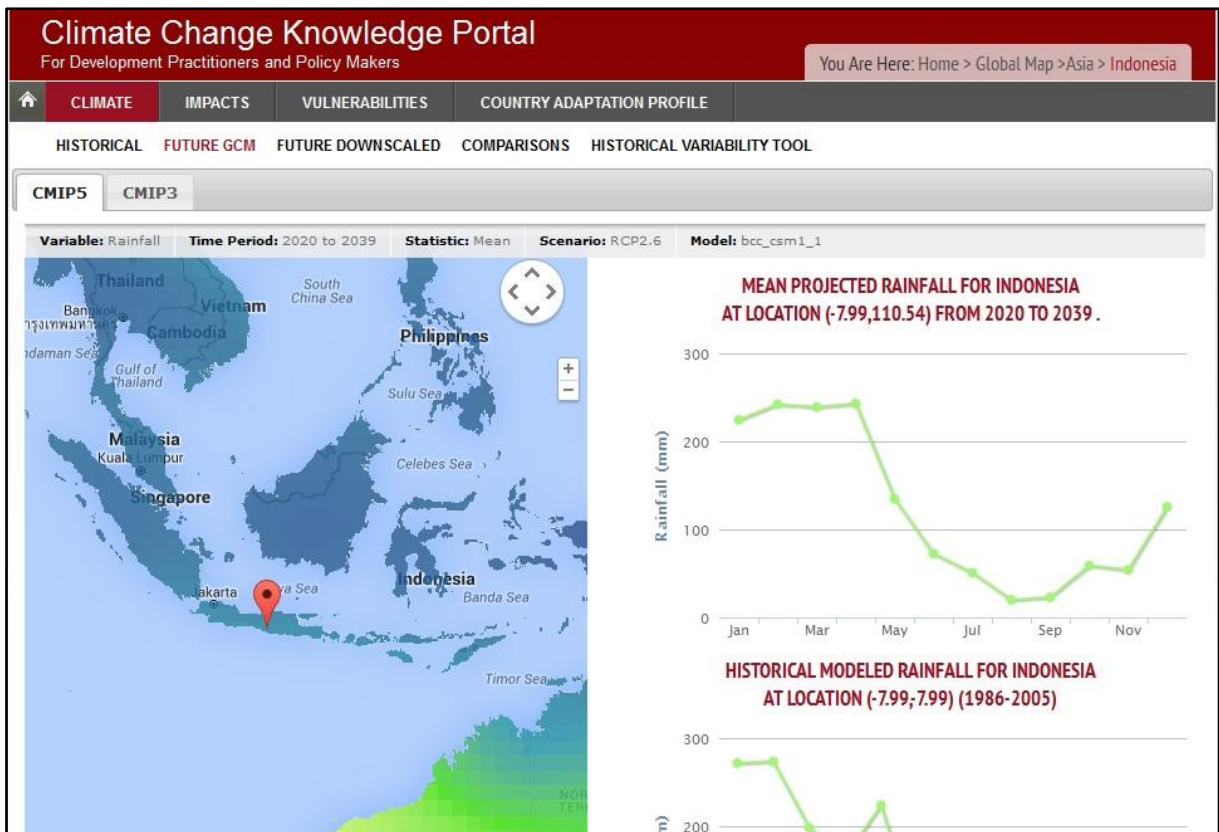 Climate Change Knowledge Portal
For Development Practitioners and Policy Makers
You Are Here: Home > Global Map >Asia > Indonesia
CLIMATE IMPACTS VULNERABILITIES COUNTRY ADAPTATION PROFILE
HISTORICAL FUTURE GCM FUTURE DOWNSCALED COMPARISONS HISTORICAL VARIABILITY TOOL
CMIP5 CMIP3
Variable: Rainfall Time Period: 2020 to 2039 Statistic: Mean Scenario: RCP2.6 Model: bcc_csm1_1
Thailand
Vietnam
South
China Sea
Bangkok
Cambodia
Philippines
Gulf of
Thailand
Sulu Sea
+
−
Malaysia
Kuala Lumpur
Celebes Sea
Singapore
Jakarta
Sea
Indonesia
Banda Sea
Timor Sea
MEAN PROJECTED RAINFALL FOR INDONESIA
AT LOCATION (-7.99,110.54) FROM 2020 TO 2039 .
Rainfall (mm)
300
200
100
0
Jan Mar May Jul Sep Nov
HISTORICAL MODELED RAINFALL FOR INDONESIA
AT LOCATION (-7.99,-7.99) (1986-2005)
300
200